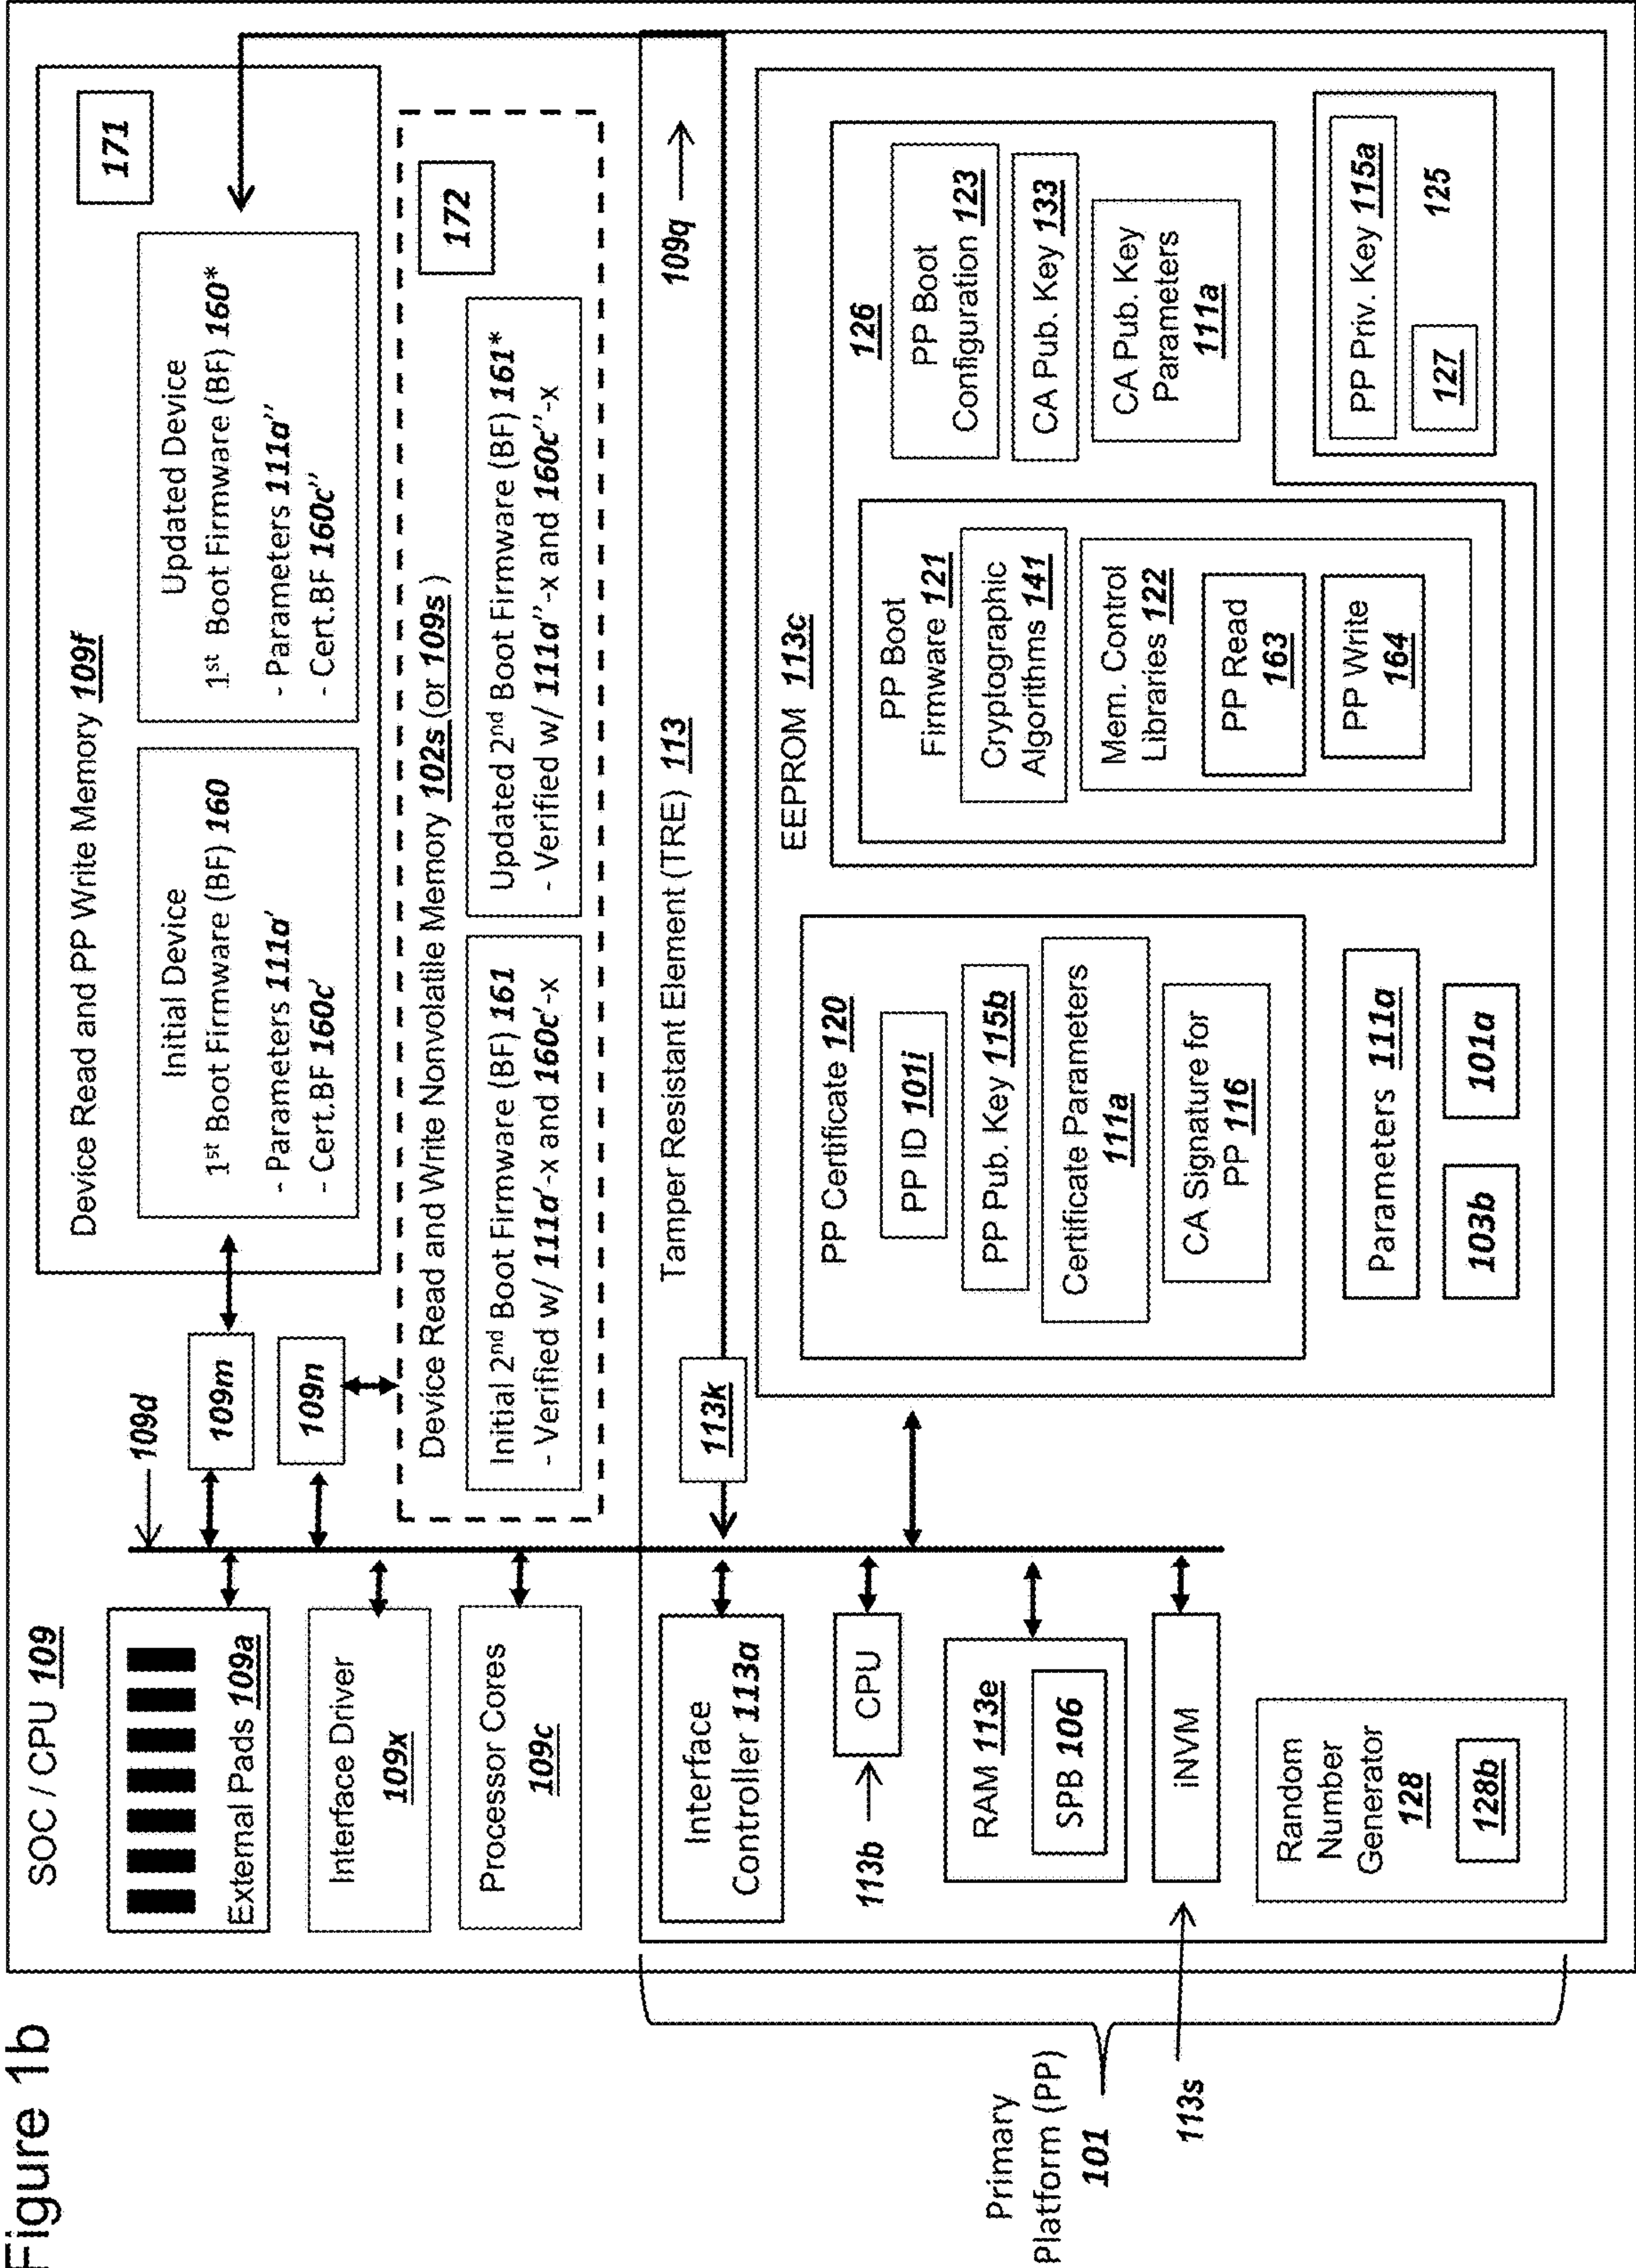 Figure 1b
SOC / CPU 109
External Pads 109a
Interface Driver
109x
Processor Cores
109c
109d
109m
109n
Device Read and PP Write Memory 109f
171
Initial Device
1st Boot Firmware (BF) 160
- Parameters 111a'
- Cert.BF 160c'
Updated Device
1st Boot Firmware (BF) 160*
- Parameters 111a''
- Cert.BF 160c''
Device Read and Write Nonvolatile Memory 102s (or 109s)
172
Initial 2nd Boot Firmware (BF) 161
- Verified w/ 111a'-x and 160c'-x
Updated 2nd Boot Firmware (BF) 161*
- Verified w/ 111a''-x and 160c''-x
Tamper Resistant Element (TRE) 113
109q
113k
Primary
Platform (PP)
101
Interface
Controller 113a
113b
CPU
RAM 113e
SPB 106
113s
iNVM
Random
Number
Generator
128
128b
EEPROM 113c
PP Certificate 120
PP ID 101i
PP Pub. Key 115b
Certificate Parameters
111a
CA Signature for
PP 116
Parameters 111a
103b
101a
126
PP Boot
Firmware 121
Cryptographic
Algorithms 141
Mem. Control
Libraries 122
PP Read
163
PP Write
164
PP Boot
Configuration 123
CA Pub. Key 133
CA Pub. Key
Parameters
111a
PP Priv. Key 115a
127
125